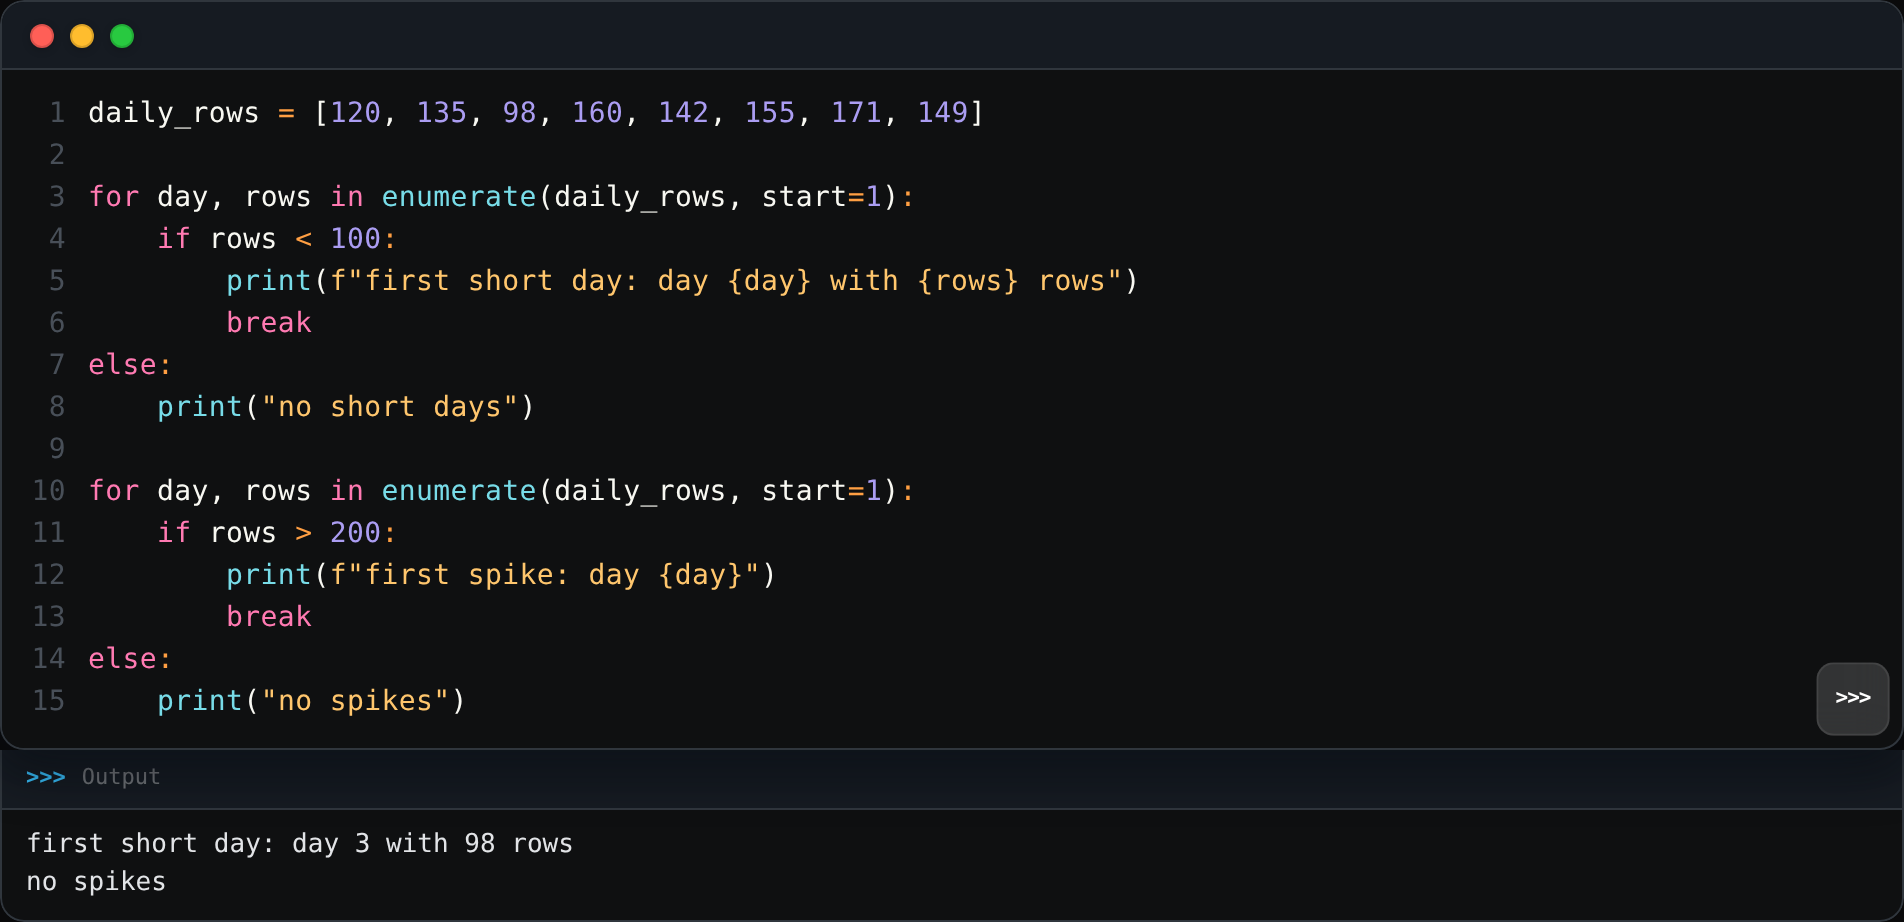 1 daily_rows = [120, 135, 98, 160, 142, 155, 171, 149]
2
3 for day, rows in enumerate(daily_rows, start=1):
4     if rows < 100:
5         print(f"first short day: day {day} with {rows} rows")
6         break
7 else:
8     print("no short days")
9
10 for day, rows in enumerate(daily_rows, start=1):
11     if rows > 200:
12         print(f"first spike: day {day}")
13         break
14 else:
15     print("no spikes")
>>>
>>> Output
first short day: day 3 with 98 rows
no spikes